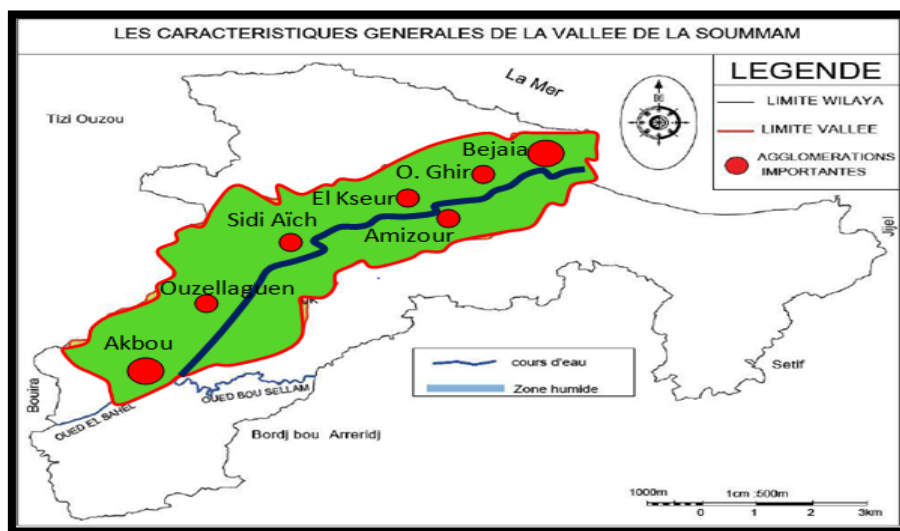 LES CARACTERISTIQUES GENERALES DE LA VALLEE DE LA SOUMMAM
La Mer
Tizi Ouzou
LEGENDE
LIMITE WILAYA
LIMITE VALLEE
AGGLOMERATIONS
IMPORTANTES
N
Bejaia
O. Ghir
El Kseur
Sidi Aïch
Amizour
Jijel
Ouzellaguen
Akbou
cours d'eau
Zone humide
Setif
Bouira
OUED BOU SELLAM
OUED El SAHEL
Bordj bou Arreridj
1000m 1cm :500m
0 1 2 3km